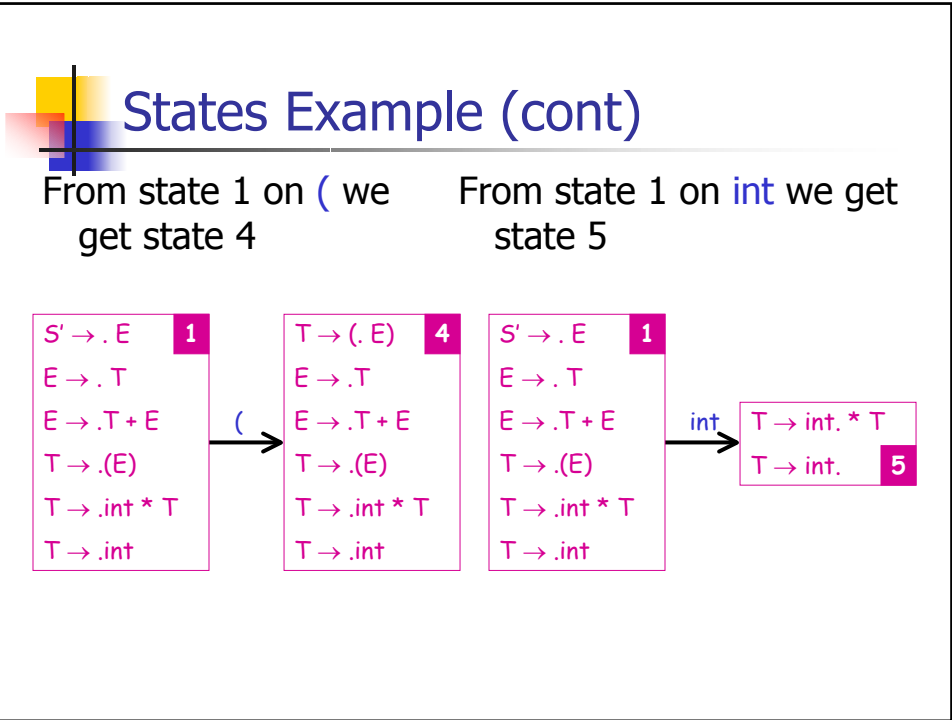 States Example (cont)
From state 1 on ( we
get state 4
From state 1 on int we get
state 5
S' → . E 1
E → . T
E → .T + E
T → .(E)
T → .int * T
T → .int
(
T → (. E) 4
E → .T
E → .T + E
T → .(E)
T → .int * T
T → .int
S' → . E 1
E → . T
E → .T + E
T → .(E)
T → .int * T
T → .int
int
T → int. * T
T → int. 5